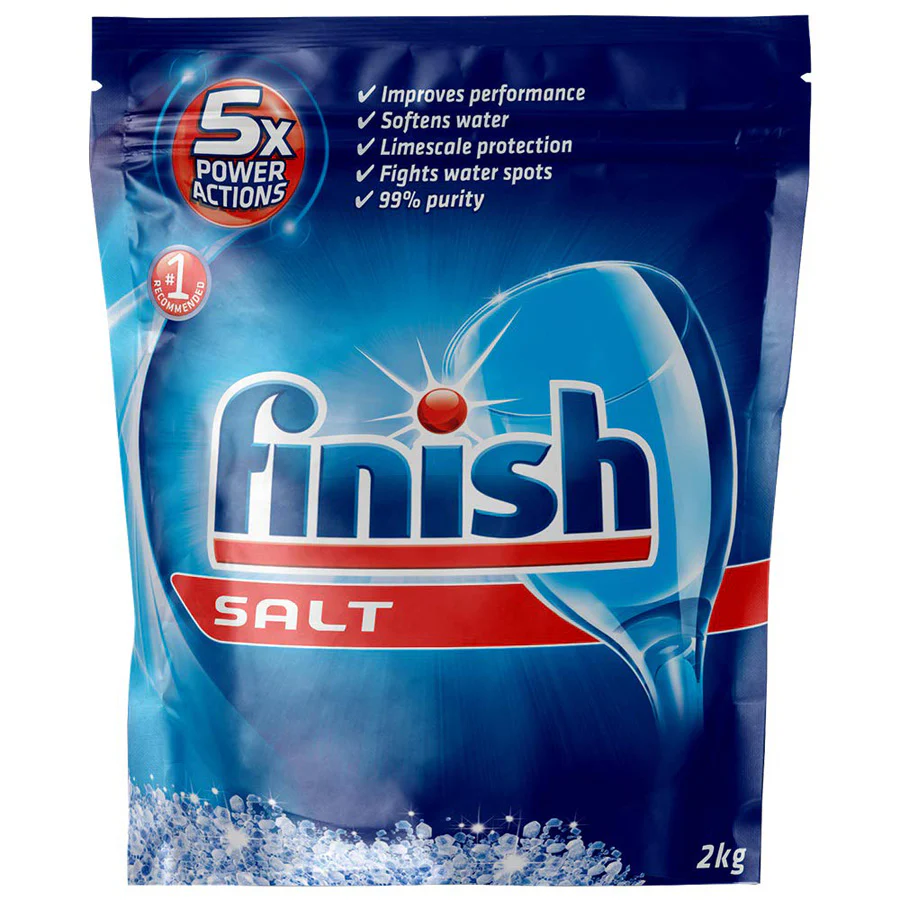 5x
POWER
ACTIONS
✓ Improves performance
✓ Softens water
✓ Limescale protection
✓ Fights water spots
✓ 99% purity
#1
RECOMMENDED
finish
SALT
2kg